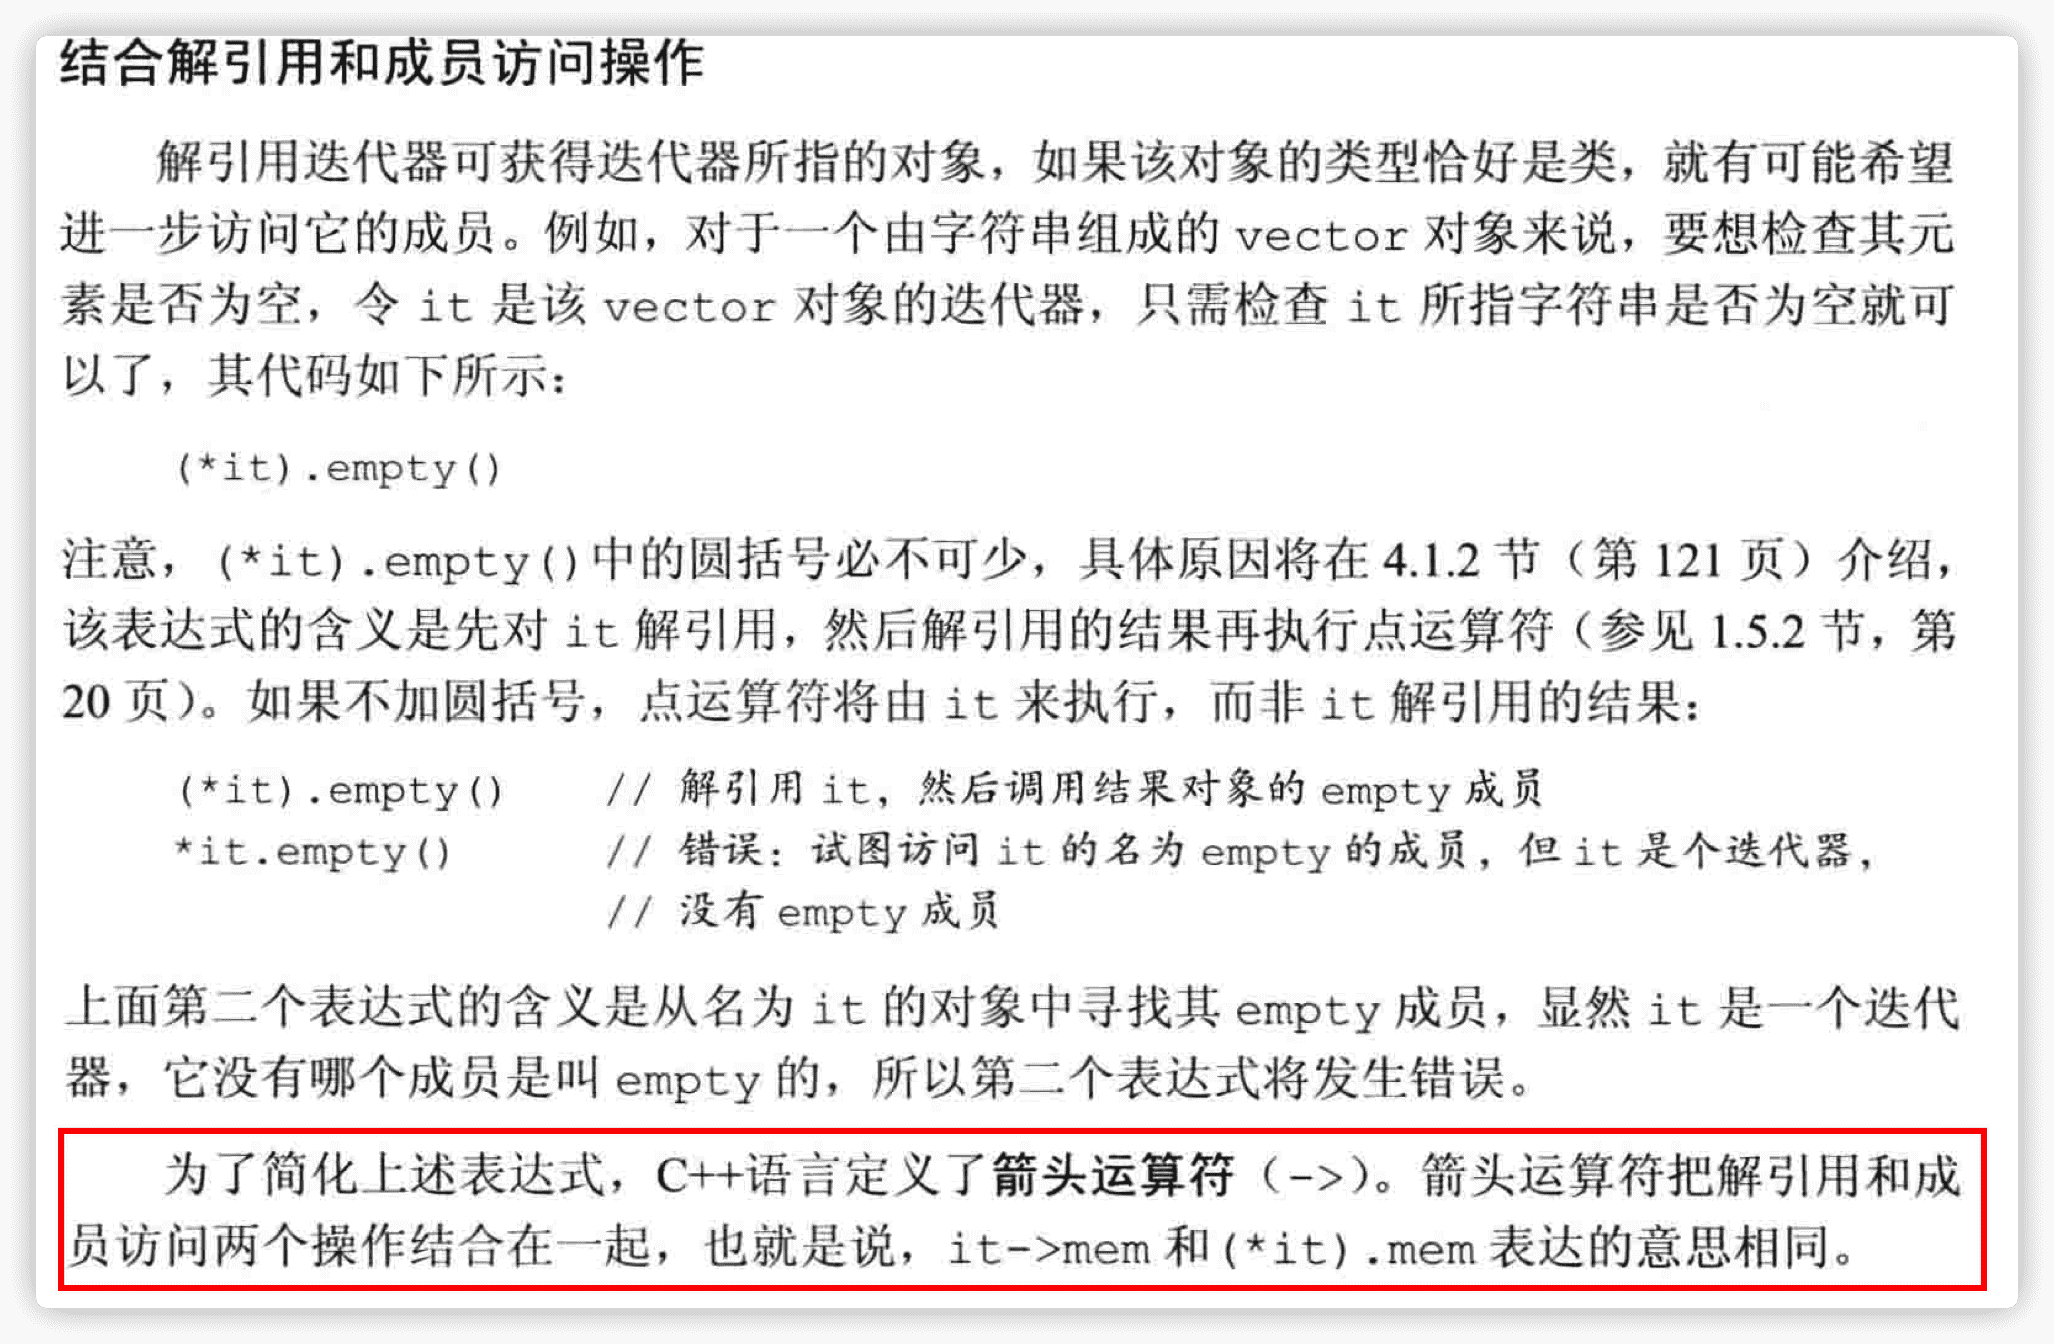 结合解引用和成员访问操作
解引用迭代器可获得迭代器所指的对象，如果该对象的类型恰好是类，就有可能希望
进一步访问它的成员。例如，对于一个由字符串组成的 vector 对象来说，要想检查其元
素是否为空，令 it 是该 vector 对象的迭代器，只需检查 it 所指字符串是否为空就可
以了，其代码如下所示：
(*it).empty()
注意，(*it).empty()中的圆括号必不可少，具体原因将在 4.1.2 节（第 121 页）介绍，
该表达式的含义是先对 it 解引用，然后解引用的结果再执行点运算符（参见 1.5.2 节，第
20 页）。如果不加圆括号，点运算符将由 it 来执行，而非 it 解引用的结果：
(*it).empty() // 解引用 it，然后调用结果对象的 empty 成员
*it.empty() // 错误：试图访问 it 的名为 empty 的成员，但 it 是个迭代器，
// 没有 empty 成员
上面第二个表达式的含义是从名为 it 的对象中寻找其 empty 成员，显然 it 是一个迭代
器，它没有哪个成员是叫 empty 的，所以第二个表达式将发生错误。
为了简化上述表达式，C++语言定义了箭头运算符（->）。箭头运算符把解引用和成
员访问两个操作结合在一起，也就是说，it->mem 和(*it).mem 表达的意思相同。